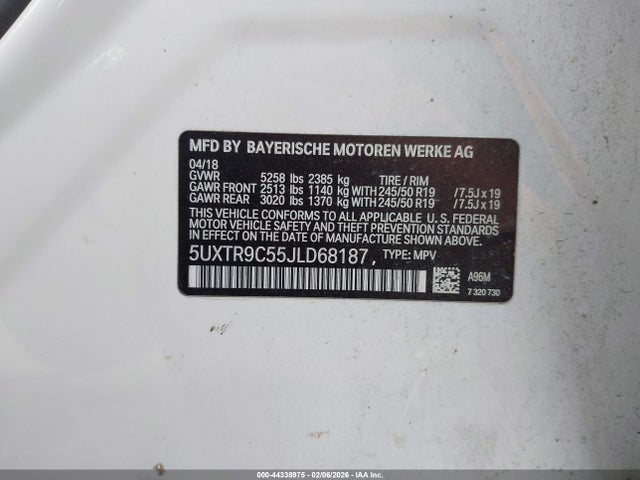 MFD BY BAYERISCHE MOTOREN WERKE AG
04/18
GVWR 5258 lbs 2385 kg TIRE / RIM
GAWR FRONT 2513 lbs 1140 kg WITH 245/50 R19 /7.5J x 19
GAWR REAR 3020 lbs 1370 kg WITH 245/50 R19 /7.5J x 19
THIS VEHICLE CONFORMS TO ALL APPLICABLE U. S. FEDERAL
MOTOR VEHICLE SAFETY AND THEFT PREVENTION STANDARDS
IN EFFECT ON THE DATE OF MANUFACTURE SHOWN ABOVE.
5UXTR9C55JLD68187, TYPE: MPV
A96M
7 320 730
000-44338975 - 02/06/2026 - IAAI.COM